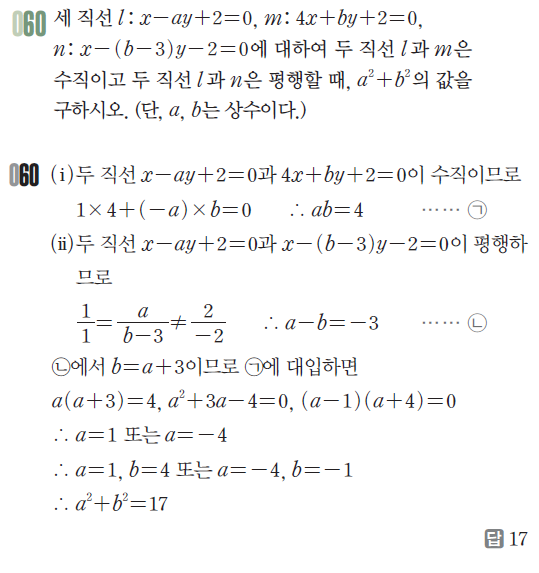 060 세 직선 l: x-ay+2=0, m: 4x+by+2=0,
n: x-(b-3)y-2=0에 대하여 두 직선 l과 m은
수직이고 두 직선 l과 n은 평행할 때, a²+b²의 값을
구하시오. (단, a, b는 상수이다.)
060 (ⅰ) 두 직선 x-ay+2=0과 4x+by+2=0이 수직이므로
1×4+(-a)×b=0 ∴ ab=4 …… ㉠
(ⅱ) 두 직선 x-ay+2=0과 x-(b-3)y-2=0이 평행하
므로
1/1=a/(b-3)≠2/(-2) ∴ a-b=-3 …… ㉡
㉡에서 b=a+3이므로 ㉠에 대입하면
a(a+3)=4, a²+3a-4=0, (a-1)(a+4)=0
∴ a=1 또는 a=-4
∴ a=1, b=4 또는 a=-4, b=-1
∴ a²+b²=17
답 17